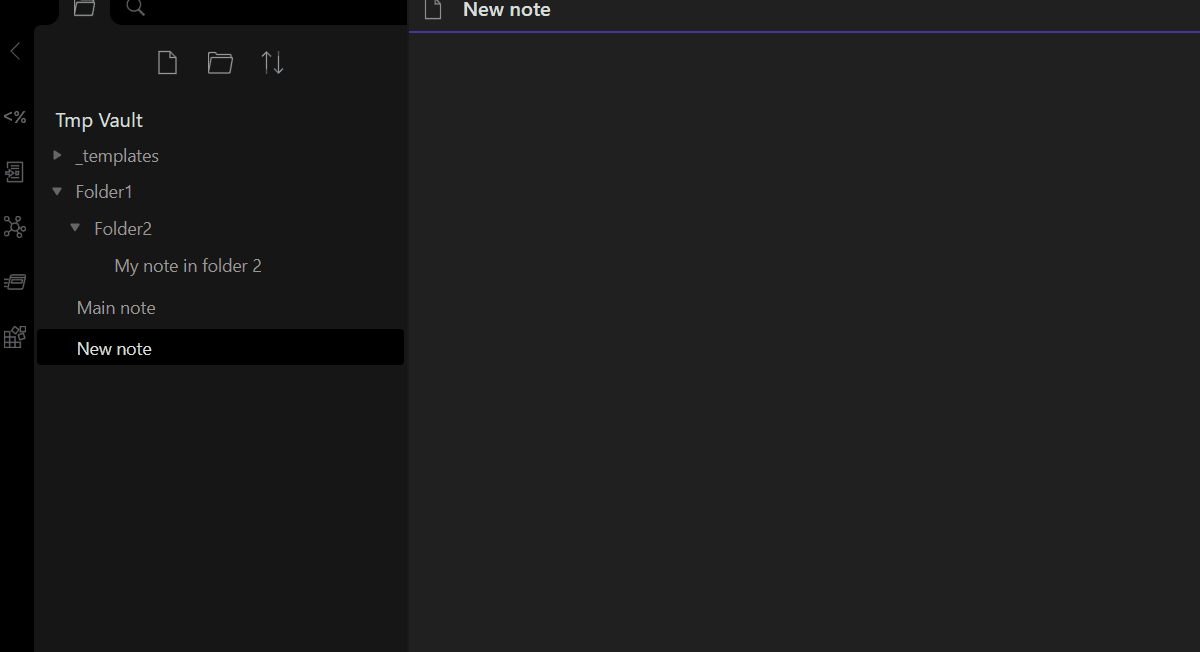 New note
<%
Tmp Vault
_templates
Folder1
Folder2
My note in folder 2
Main note
New note